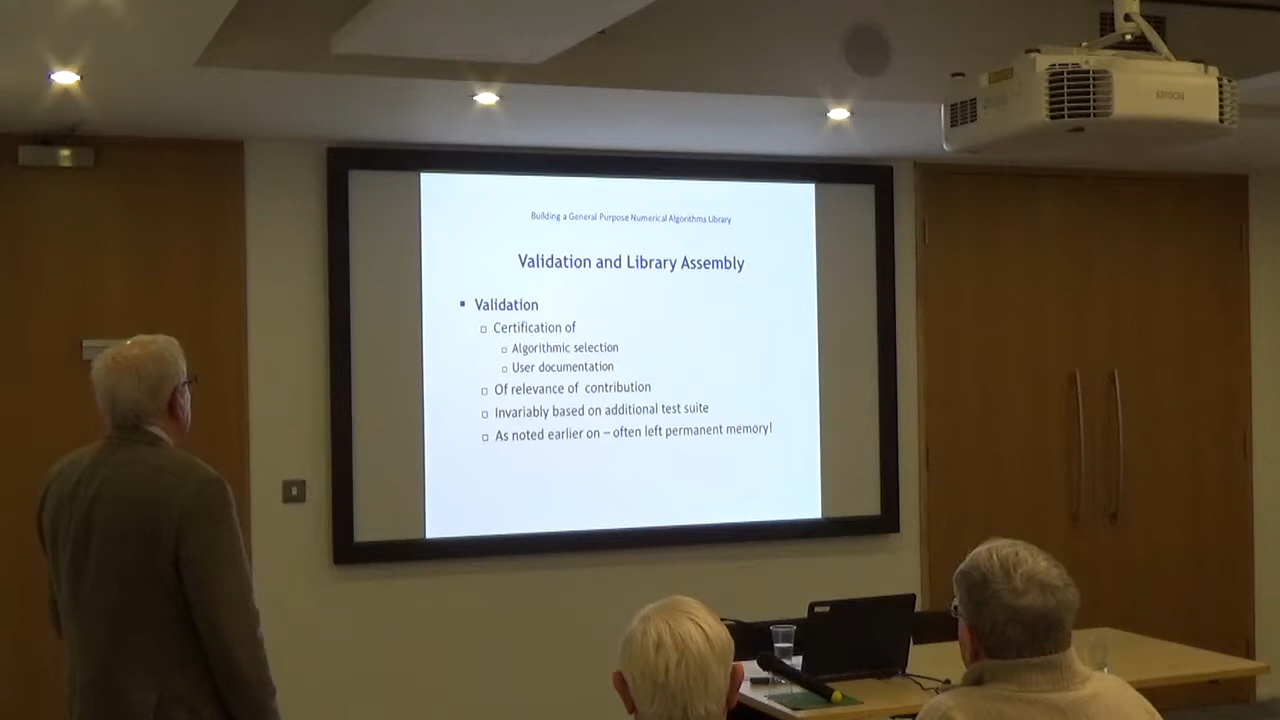 EPSON
Building a General Purpose Numerical Algorithms Library
Validation and Library Assembly
Validation
Certification of
Algorithmic selection
User documentation
Of relevance of contribution
Invariably based on additional test suite
As noted earlier on – often left permanent memory!